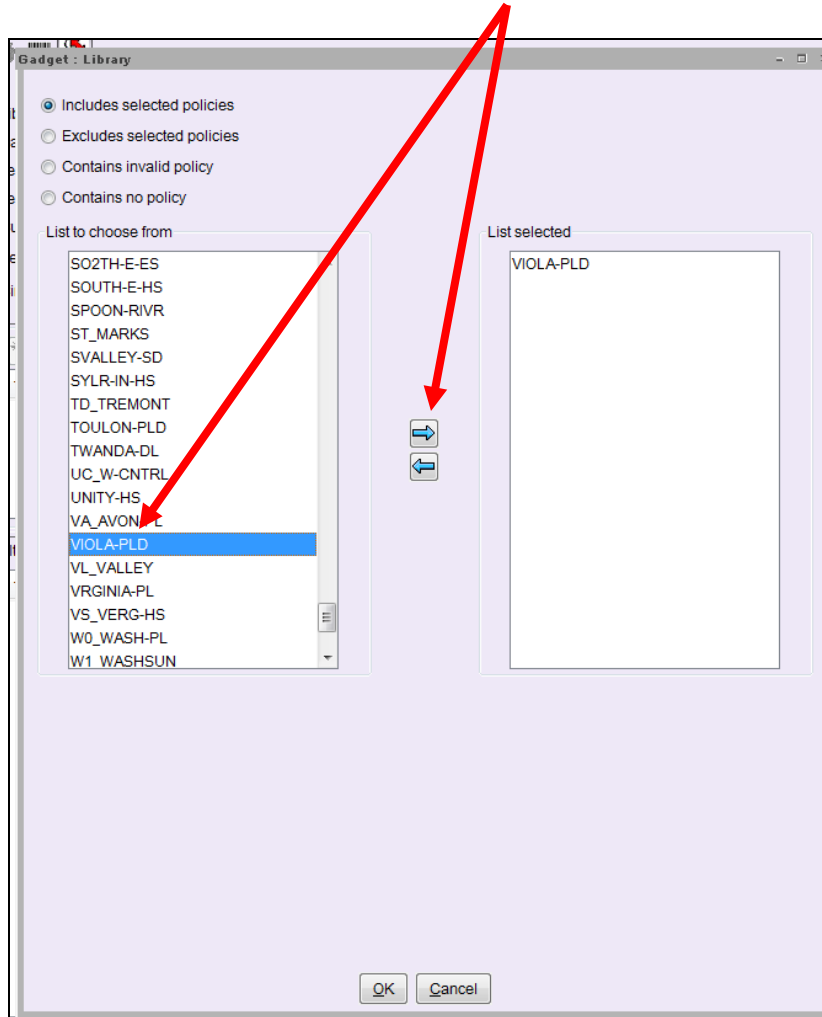 Gadget : Library
Includes selected policies
Excludes selected policies
Contains invalid policy
Contains no policy
List to choose from
SO2TH-E-ES
SOUTH-E-HS
SPOON-RIVR
ST_MARKS
SVALLEY-SD
SYLR-IN-HS
TD_TREMONT
TOULON-PLD
TWANDA-DL
UC_W-CNTRL
UNITY-HS
VIOLA-PLD
VL_VALLEY
VRGINIA-PL
VS_VERG-HS
W0_WASH-PL
W1_WASHSUN
List selected
VIOLA-PLD
OK
Cancel